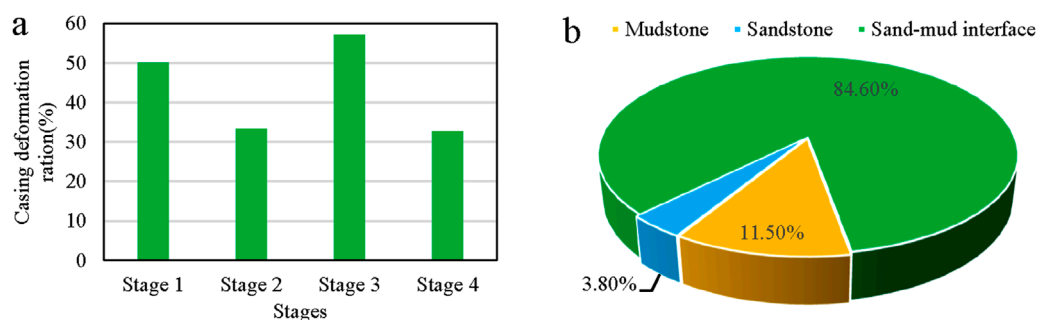 a
60
50
40
30
20
10
0
Casing deformation
ration(%)
Stage 1 Stage 2 Stage 3 Stage 4
Stages
b
Mudstone Sandstone Sand-mud interface
84.60%
11.50%
3.80%